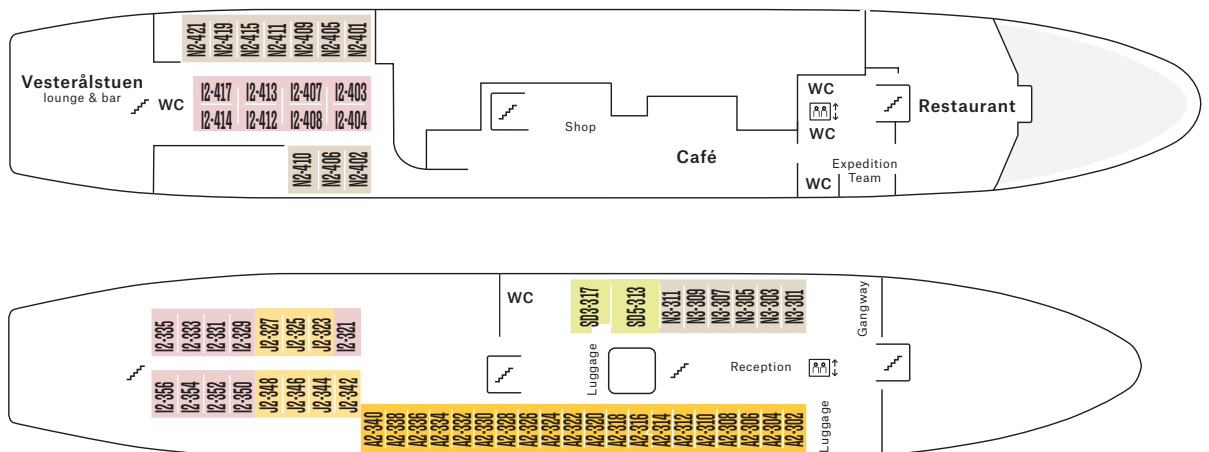 N2-421 N2-419 N2-415 N2-411 N2-409 N2-405 N2-401
Vesterålstuen
lounge & bar
WC
I2-417 I2-413 I2-407 I2-403
I2-414 I2-412 I2-408 I2-404
N2-410 N2-406 N2-402
Shop
Café
WC
WC
WC
Expedition
Team
Restaurant
WC
SD3-317 SD5-313 N3-311 N3-309 N3-307 N3-305 N3-303 N3-301
Gangway
I2-335 I2-333 I2-331 I2-329 J2-327 J2-325 J2-323 I2-321
Luggage
Reception
I2-356 I2-354 I2-352 I2-350 J2-348 J2-346 J2-344 J2-342
A2-340 A2-338 A2-336 A2-334 A2-332 A2-330 A2-328 A2-326 A2-324 A2-322 A2-320 A2-318 A2-316 A2-314 A2-312 A2-310 A2-308 A2-306 A2-304 A2-302
Luggage